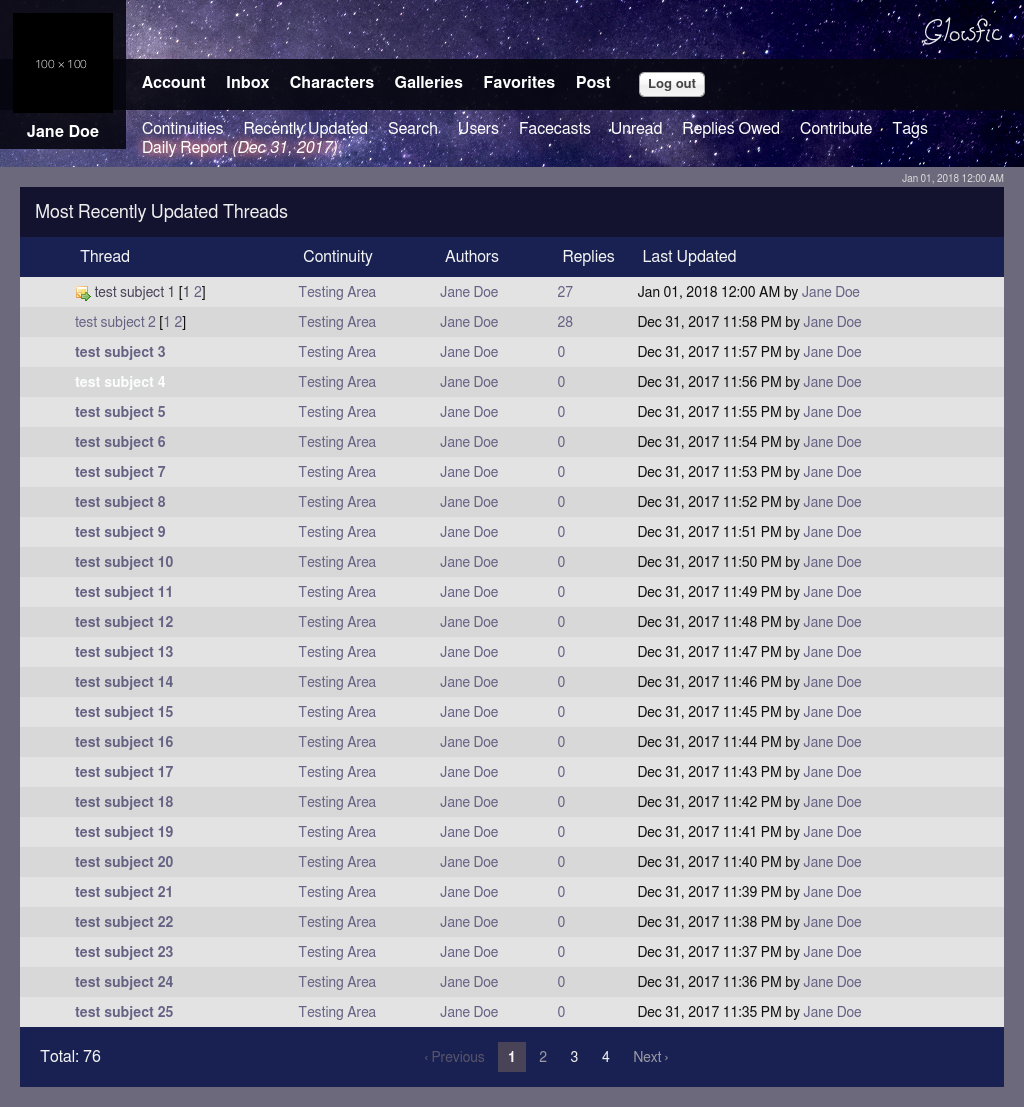 Glowfic
100 × 100
Account Inbox Characters Galleries Favorites Post Log out
Jane Doe
Continuities Recently Updated Search Users Facecasts Unread Replies Owed Contribute Tags
Daily Report (Dec 31, 2017)
Jan 01, 2018 12:00 AM
Most Recently Updated Threads
Thread Continuity Authors Replies Last Updated
test subject 1 [1 2] Testing Area Jane Doe 27 Jan 01, 2018 12:00 AM by Jane Doe
test subject 2 [1 2] Testing Area Jane Doe 28 Dec 31, 2017 11:58 PM by Jane Doe
test subject 3 Testing Area Jane Doe 0 Dec 31, 2017 11:57 PM by Jane Doe
test subject 4 Testing Area Jane Doe 0 Dec 31, 2017 11:56 PM by Jane Doe
test subject 5 Testing Area Jane Doe 0 Dec 31, 2017 11:55 PM by Jane Doe
test subject 6 Testing Area Jane Doe 0 Dec 31, 2017 11:54 PM by Jane Doe
test subject 7 Testing Area Jane Doe 0 Dec 31, 2017 11:53 PM by Jane Doe
test subject 8 Testing Area Jane Doe 0 Dec 31, 2017 11:52 PM by Jane Doe
test subject 9 Testing Area Jane Doe 0 Dec 31, 2017 11:51 PM by Jane Doe
test subject 10 Testing Area Jane Doe 0 Dec 31, 2017 11:50 PM by Jane Doe
test subject 11 Testing Area Jane Doe 0 Dec 31, 2017 11:49 PM by Jane Doe
test subject 12 Testing Area Jane Doe 0 Dec 31, 2017 11:48 PM by Jane Doe
test subject 13 Testing Area Jane Doe 0 Dec 31, 2017 11:47 PM by Jane Doe
test subject 14 Testing Area Jane Doe 0 Dec 31, 2017 11:46 PM by Jane Doe
test subject 15 Testing Area Jane Doe 0 Dec 31, 2017 11:45 PM by Jane Doe
test subject 16 Testing Area Jane Doe 0 Dec 31, 2017 11:44 PM by Jane Doe
test subject 17 Testing Area Jane Doe 0 Dec 31, 2017 11:43 PM by Jane Doe
test subject 18 Testing Area Jane Doe 0 Dec 31, 2017 11:42 PM by Jane Doe
test subject 19 Testing Area Jane Doe 0 Dec 31, 2017 11:41 PM by Jane Doe
test subject 20 Testing Area Jane Doe 0 Dec 31, 2017 11:40 PM by Jane Doe
test subject 21 Testing Area Jane Doe 0 Dec 31, 2017 11:39 PM by Jane Doe
test subject 22 Testing Area Jane Doe 0 Dec 31, 2017 11:38 PM by Jane Doe
test subject 23 Testing Area Jane Doe 0 Dec 31, 2017 11:37 PM by Jane Doe
test subject 24 Testing Area Jane Doe 0 Dec 31, 2017 11:36 PM by Jane Doe
test subject 25 Testing Area Jane Doe 0 Dec 31, 2017 11:35 PM by Jane Doe
Total: 76 ‹ Previous 1 2 3 4 Next ›